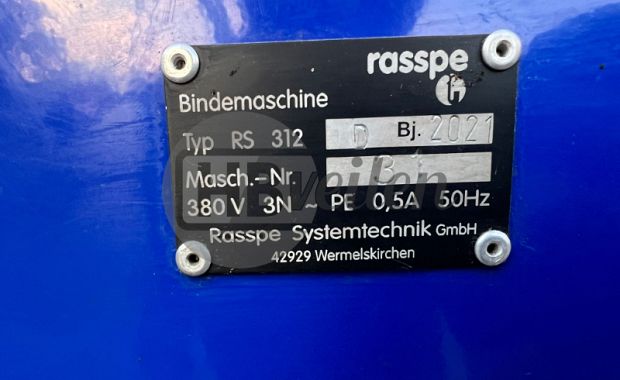 rasspe
Bindemaschine
Typ RS 312 D Bj. 2021
Masch.-Nr. B 1
380 V 3N ~ PE 0,5A 50Hz
Rasspe Systemtechnik GmbH
42929 Wermelskirchen